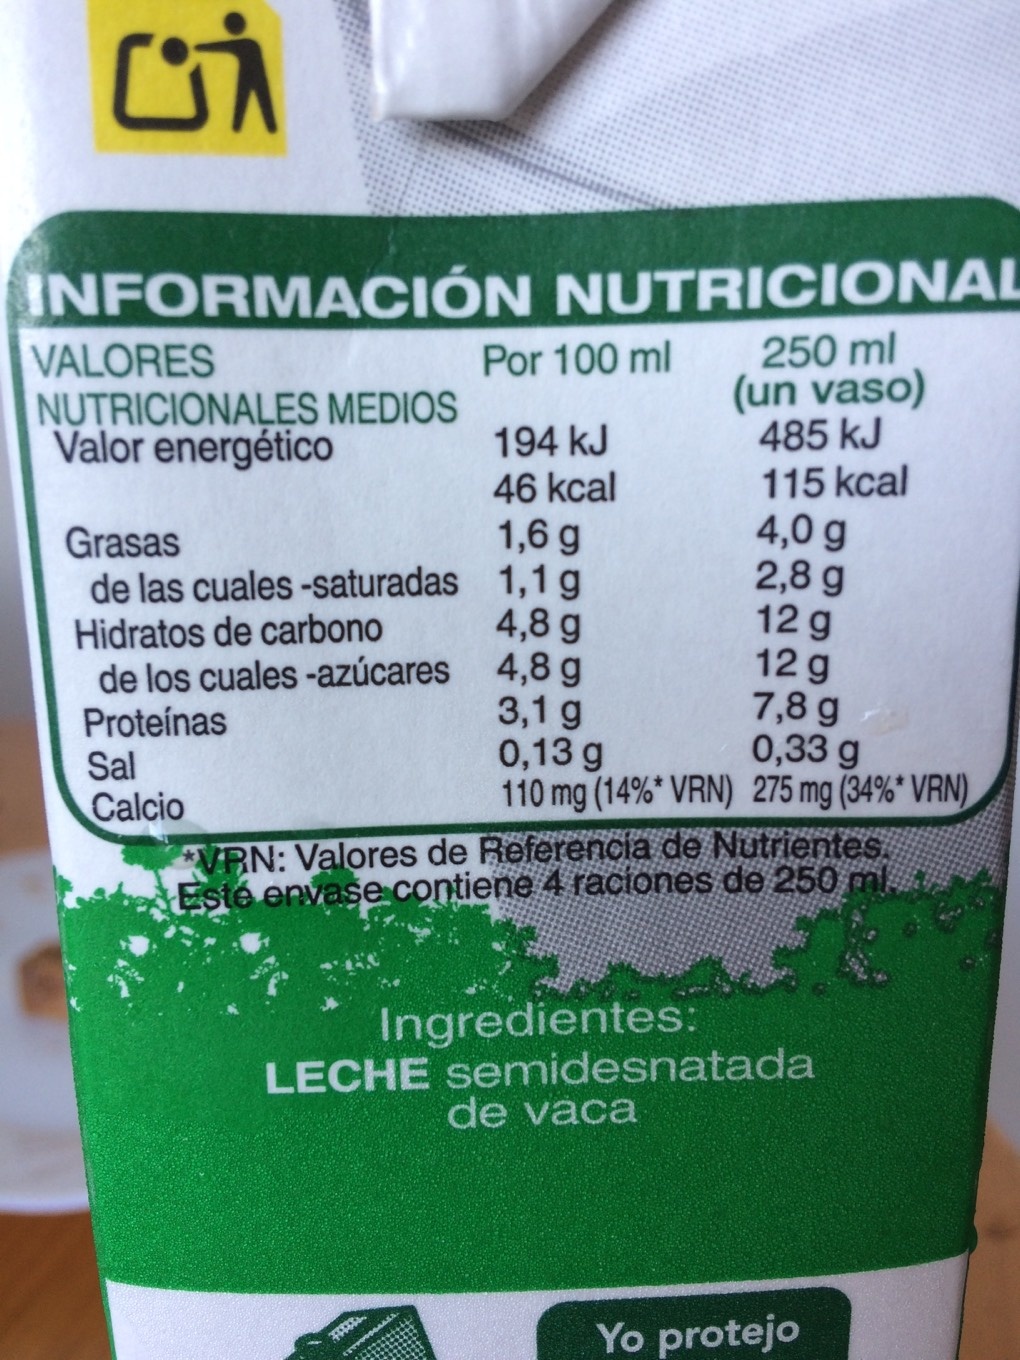 INFORMACIÓN NUTRICIONAL
VALORES NUTRICIONALES MEDIOS Por 100 ml 250 ml (un vaso)
Valor energético 194 kJ 485 kJ
46 kcal 115 kcal
Grasas 1,6 g 4,0 g
de las cuales -saturadas 1,1 g 2,8 g
Hidratos de carbono 4,8 g 12 g
de los cuales -azúcares 4,8 g 12 g
Proteínas 3,1 g 7,8 g
Sal 0,13 g 0,33 g
Calcio 110 mg (14%* VRN) 275 mg (34%* VRN)
*VRN: Valores de Referencia de Nutrientes.
Este envase contiene 4 raciones de 250 ml.
Ingredientes:
LECHE semidesnatada
de vaca
Yo protejo